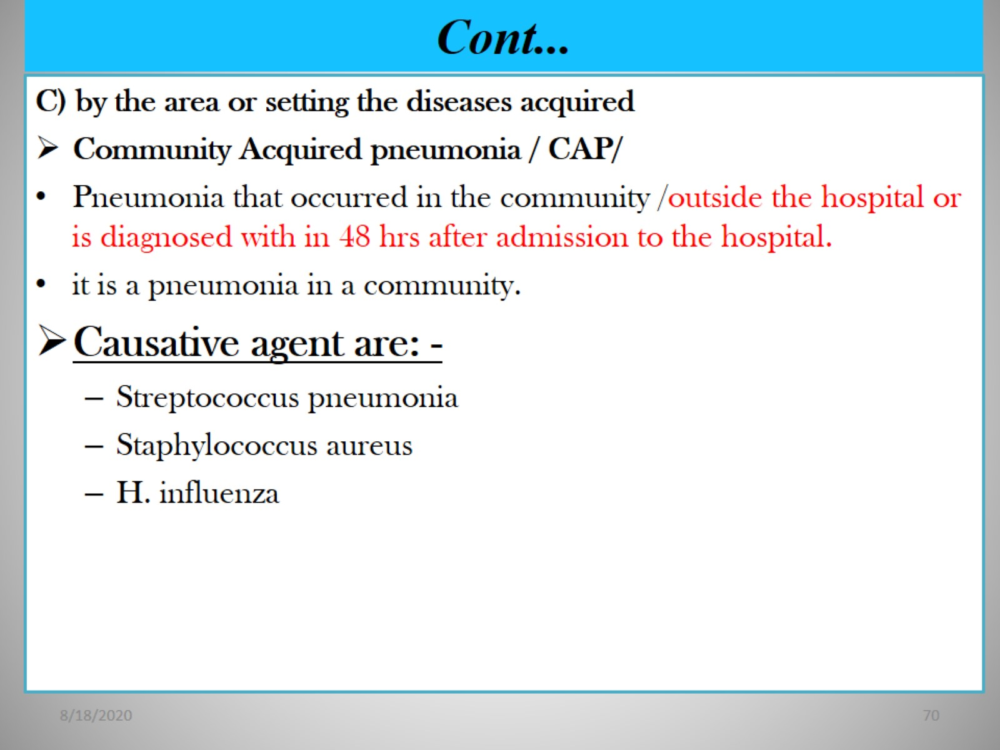 Cont...
C) by the area or setting the diseases acquired
➢ Community Acquired pneumonia / CAP/
• Pneumonia that occurred in the community /outside the hospital or
is diagnosed with in 48 hrs after admission to the hospital.
• it is a pneumonia in a community.
➢ Causative agent are: -
– Streptococcus pneumonia
– Staphylococcus aureus
– H. influenza
8/18/2020
70